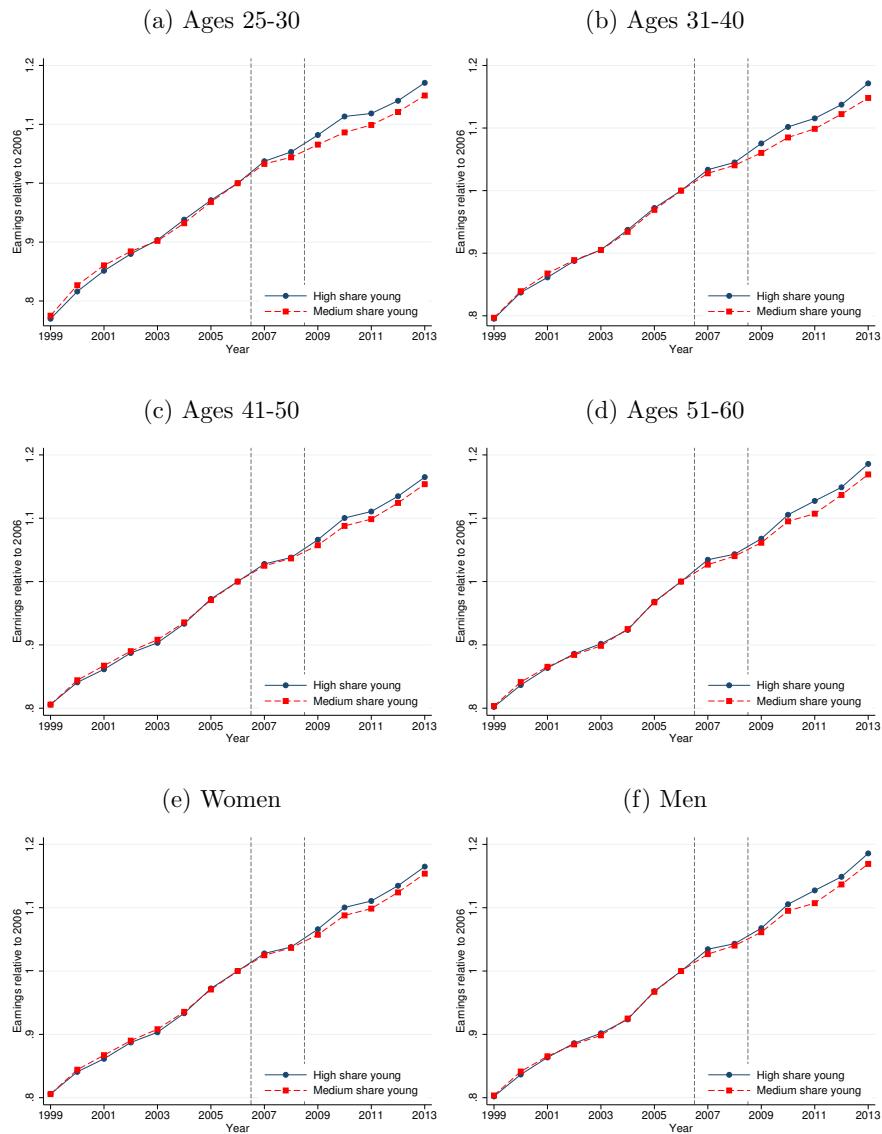 (a) Ages 25-30
Earnings relative to 2006
.8 .9 1 1.1 1.2
High share young
Medium share young
1999 2001 2003 2005 2007 2009 2011 2013
Year
(b) Ages 31-40
Earnings relative to 2006
.8 .9 1 1.1 1.2
High share young
Medium share young
1999 2001 2003 2005 2007 2009 2011 2013
Year
(c) Ages 41-50
Earnings relative to 2006
.8 .9 1 1.1 1.2
High share young
Medium share young
1999 2001 2003 2005 2007 2009 2011 2013
Year
(d) Ages 51-60
Earnings relative to 2006
.8 .9 1 1.1 1.2
High share young
Medium share young
1999 2001 2003 2005 2007 2009 2011 2013
Year
(e) Women
Earnings relative to 2006
.8 .9 1 1.1 1.2
High share young
Medium share young
1999 2001 2003 2005 2007 2009 2011 2013
Year
(f) Men
Earnings relative to 2006
.8 .9 1 1.1 1.2
High share young
Medium share young
1999 2001 2003 2005 2007 2009 2011 2013
Year